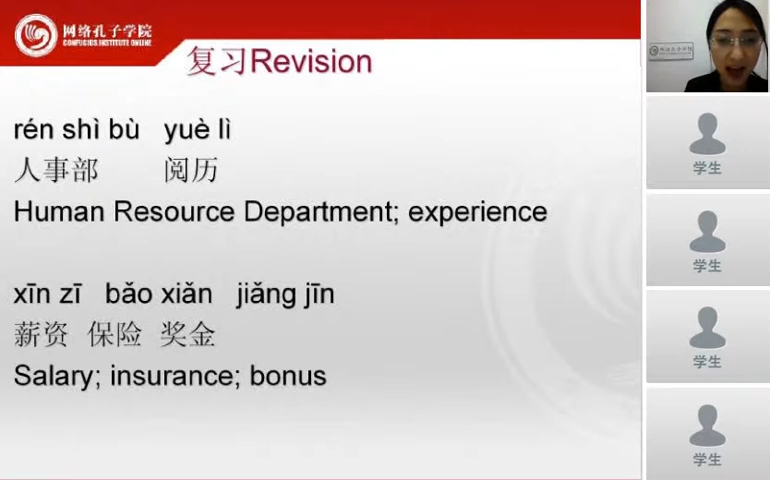 网络孔子学院
CONFUCIUS INSTITUTE ONLINE
复习Revision
rén shì bù yuè lì
人事部 阅历
Human Resource Department; experience
xīn zī bǎo xiǎn jiǎng jīn
薪资 保险 奖金
Salary; insurance; bonus
学生
学生
学生
学生